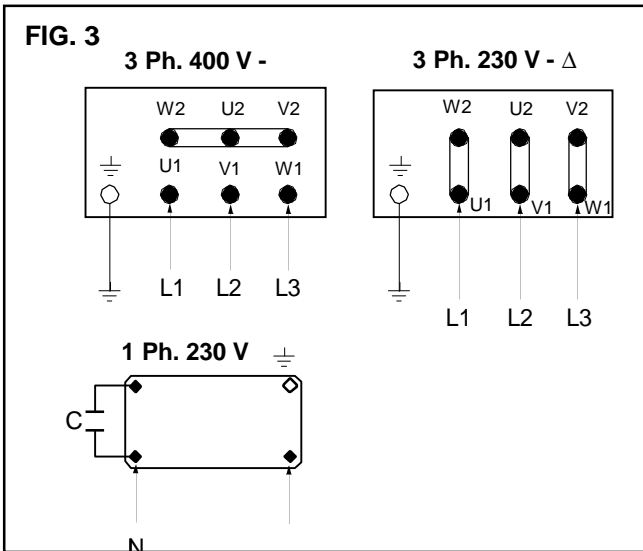 FIG. 3
3 Ph. 400 V -
W2 U2 V2
U1 V1 W1
L1 L2 L3
3 Ph. 230 V - Δ
W2 U2 V2
U1 V1 W1
L1 L2 L3
1 Ph. 230 V
C
N